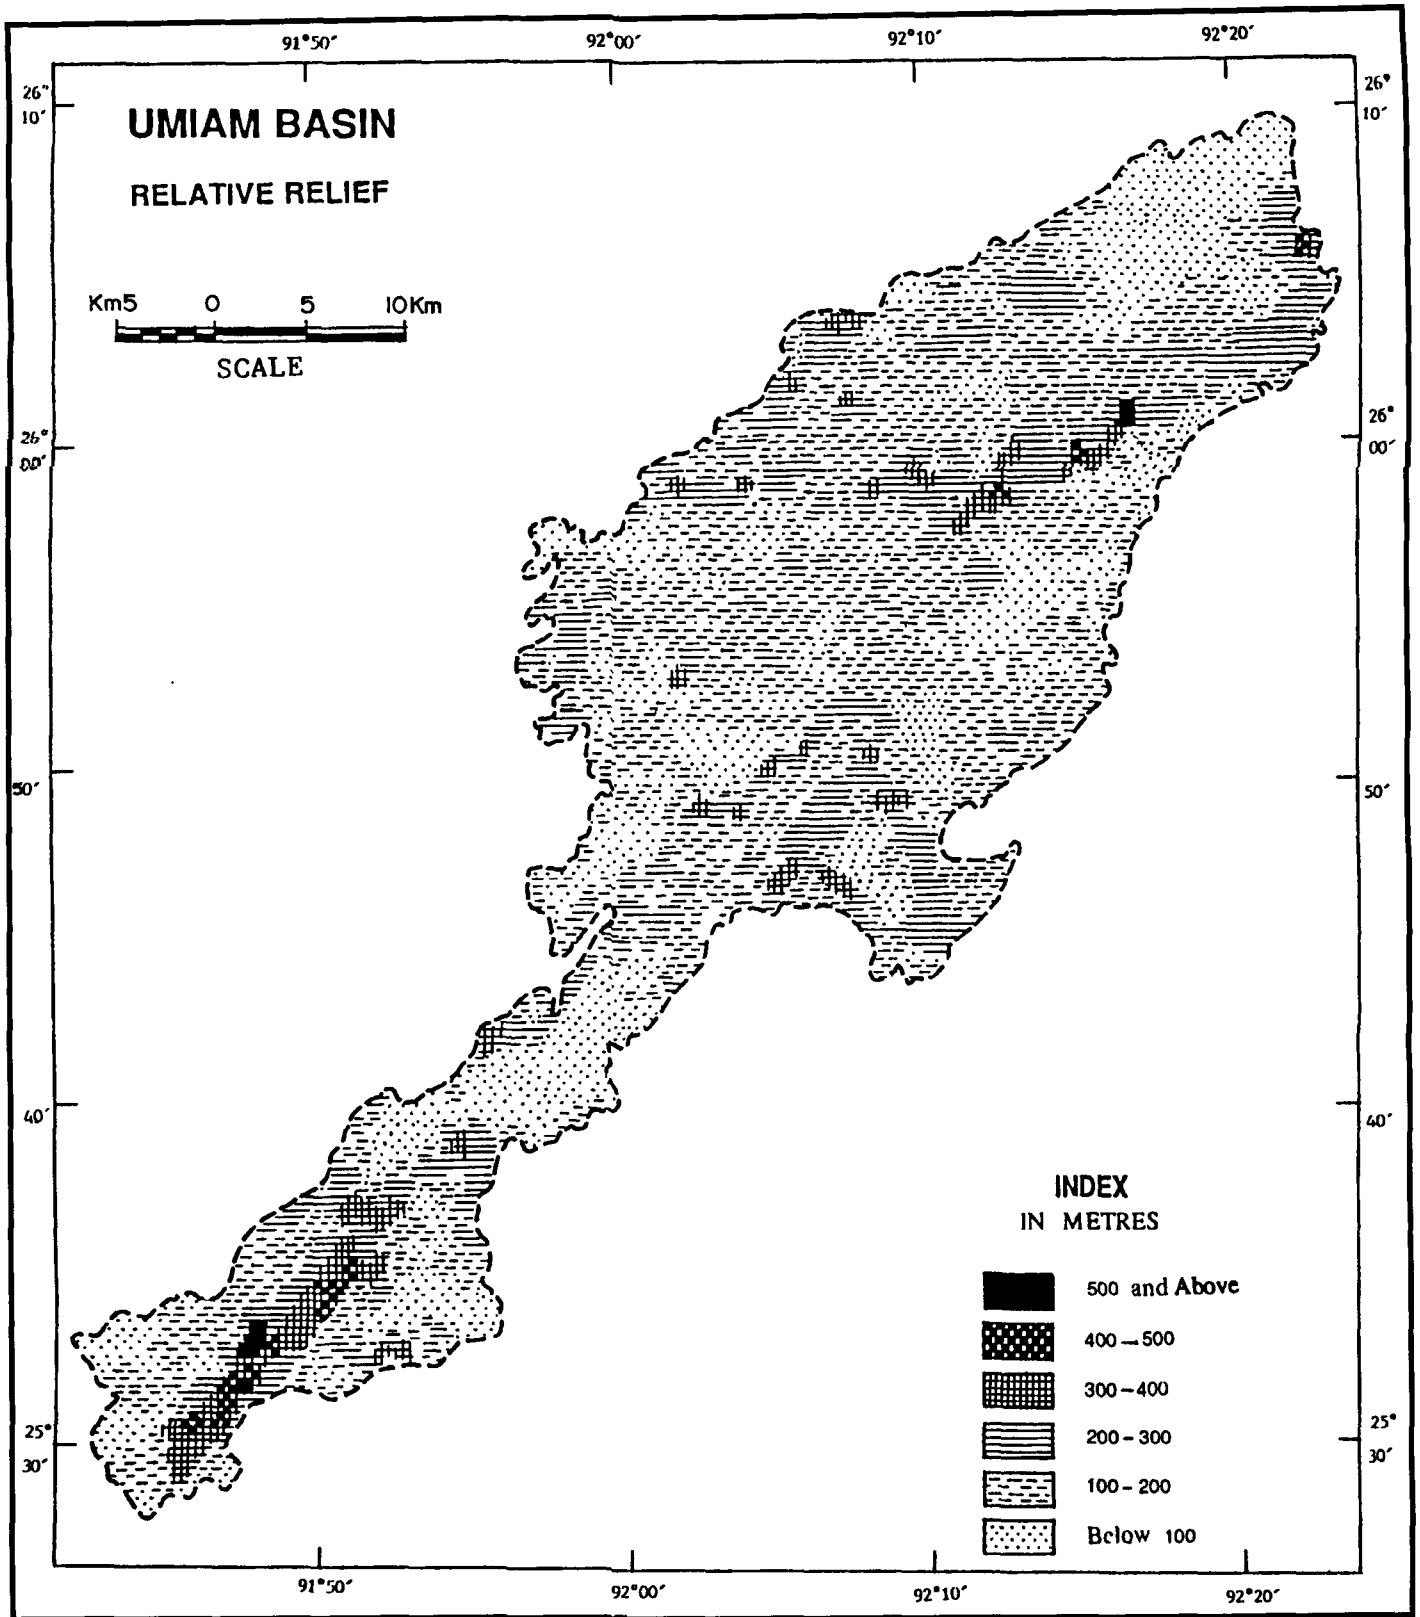 91°50′ 92°00′ 92°10′ 92°20′
26° 10′
26° 10′
UMIAM BASIN
RELATIVE RELIEF
Km5 0 5 10Km
SCALE
26° 00′
26° 00′
50′
50′
40′
40′
INDEX
IN METRES
500 and Above
400–500
300–400
200–300
100–200
Below 100
25° 30′
25° 30′
91°50′ 92°00′ 92°10′ 92°20′